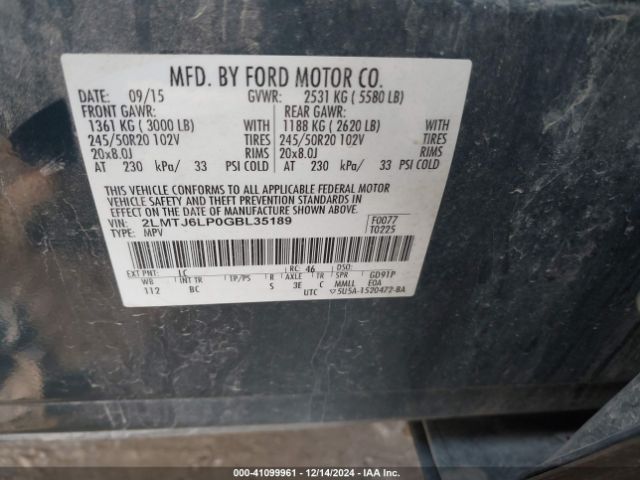 MFD. BY FORD MOTOR CO.
DATE: 09/15 GVWR: 2531 KG ( 5580 LB)
FRONT GAWR: REAR GAWR:
1361 KG ( 3000 LB) WITH 1188 KG ( 2620 LB) WITH
245/50R20 102V TIRES 245/50R20 102V TIRES
20x8.0J RIMS 20x8.0J RIMS
AT 230 kPa/ 33 PSI COLD AT 230 kPa/ 33 PSI COLD
THIS VEHICLE CONFORMS TO ALL APPLICABLE FEDERAL MOTOR
VEHICLE SAFETY AND THEFT PREVENTION STANDARDS IN
EFFECT ON THE DATE OF MANUFACTURE SHOWN ABOVE.
VIN: 2LMTJ6LP0GBL35189 F0077
TYPE: MPV T0225
EXT PNT: LC RC: 46 DSO:
WB INT TR TP/PS R AXLE TR SPR GD91P
112 BC S 3E C MMLL EOA
UTC 5U5A-1520472-BA
000-41099961 - 12/14/2024 - IAA Inc.